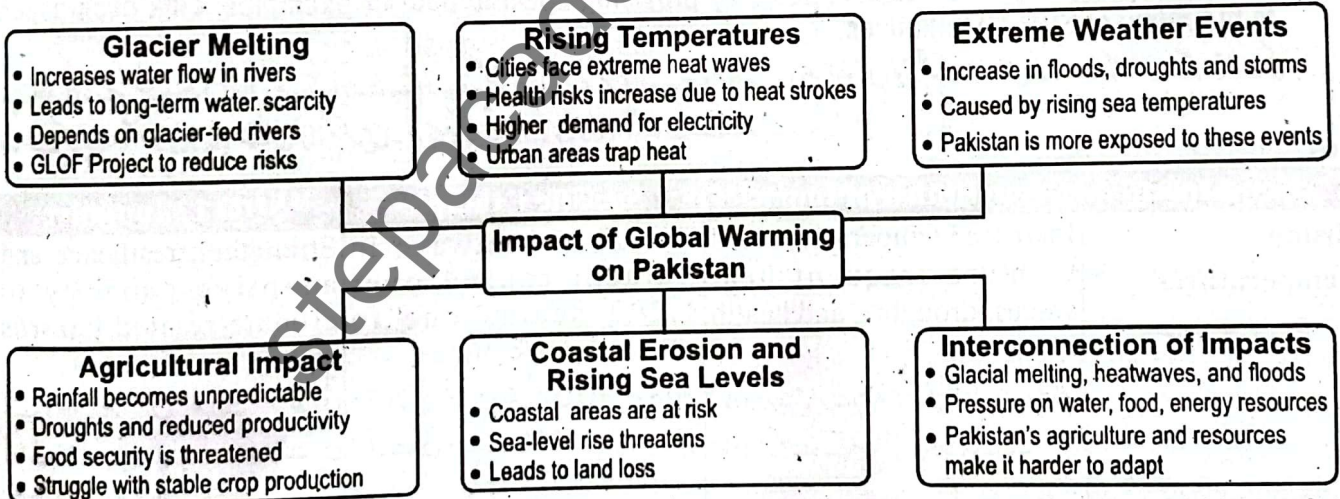 Glacier Melting
• Increases water flow in rivers
• Leads to long-term water scarcity
• Depends on glacier-fed rivers
• GLOF Project to reduce risks
Rising Temperatures
• Cities face extreme heat waves
• Health risks increase due to heat strokes
• Higher demand for electricity
• Urban areas trap heat
Extreme Weather Events
• Increase in floods, droughts and storms
• Caused by rising sea temperatures
• Pakistan is more exposed to these events
Impact of Global Warming
on Pakistan
Agricultural Impact
• Rainfall becomes unpredictable
• Droughts and reduced productivity
• Food security is threatened
• Struggle with stable crop production
Coastal Erosion and
Rising Sea Levels
• Coastal areas are at risk
• Sea-level rise threatens
• Leads to land loss
Interconnection of Impacts
• Glacial melting, heatwaves, and floods
• Pressure on water, food, energy resources
• Pakistan's agriculture and resources
make it harder to adapt
stepacad